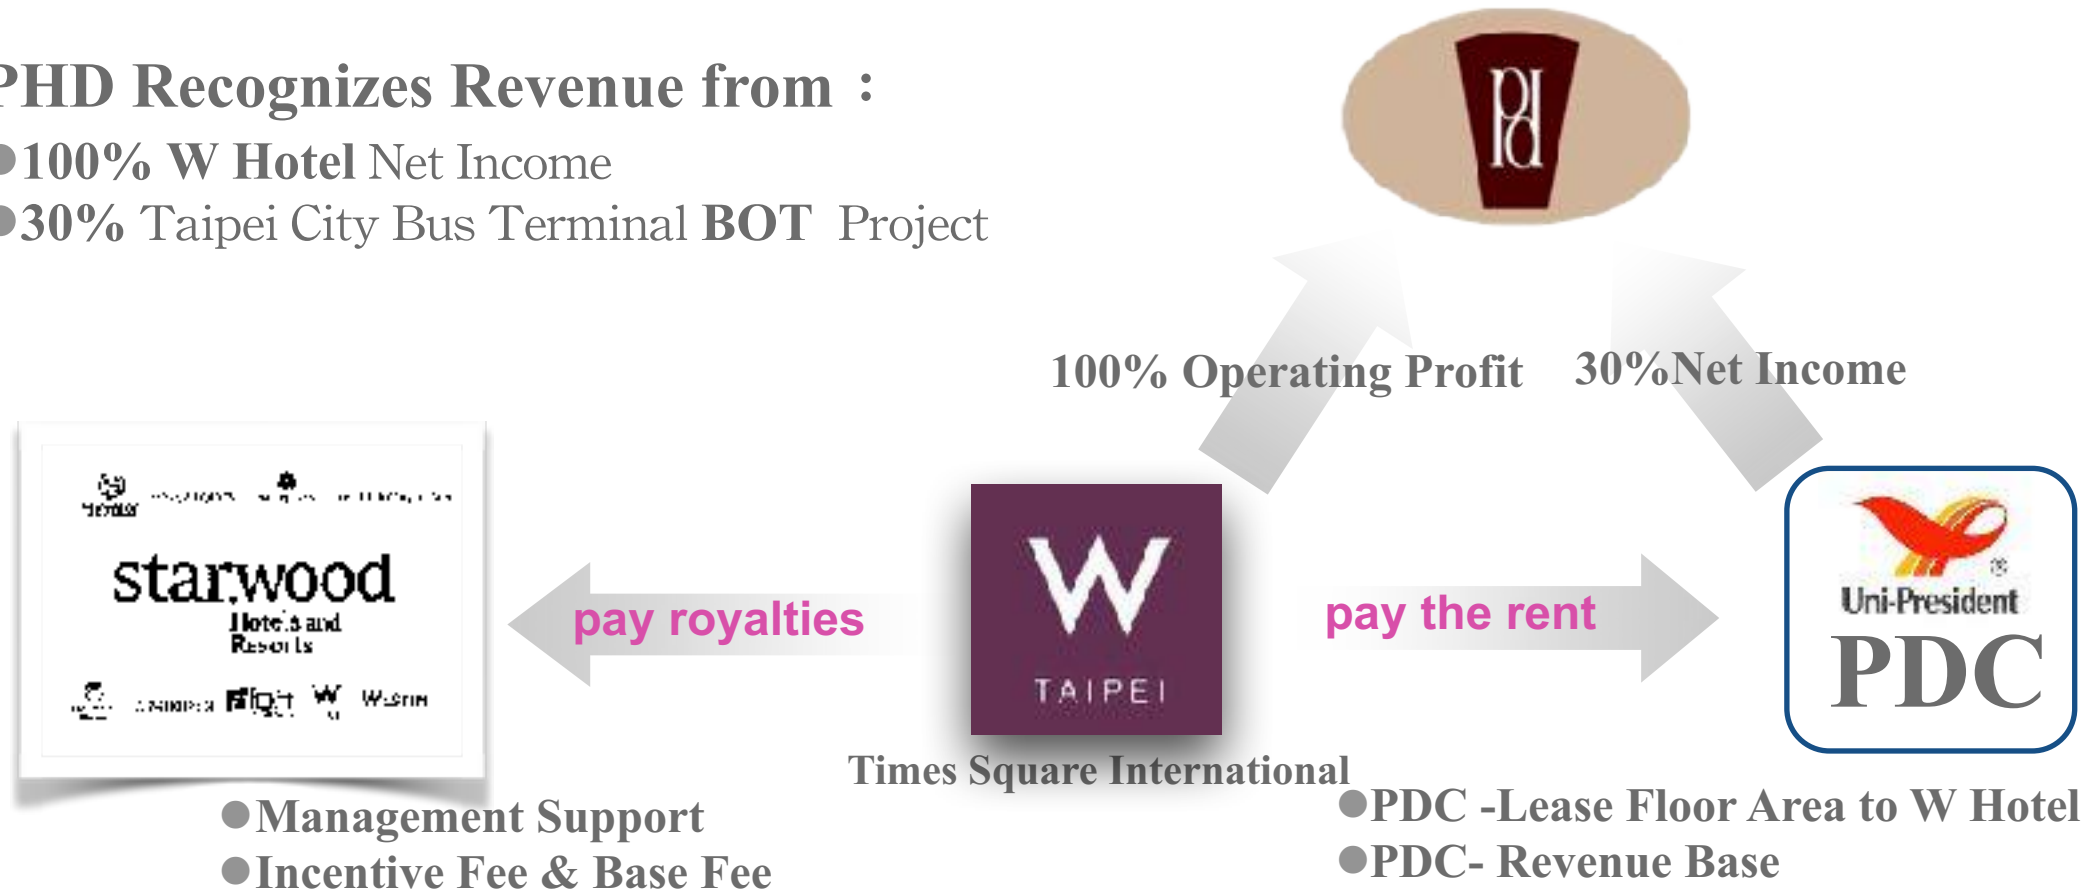 PHD Recognizes Revenue from：
●100% W Hotel Net Income
●30% Taipei City Bus Terminal BOT Project
pd
100% Operating Profit
30%Net Income
starwood
Hotels and
Resorts
pay royalties
W
TAIPEI
pay the rent
®
Uni-President
PDC
Times Square International
●Management Support
●Incentive Fee & Base Fee
●PDC -Lease Floor Area to W Hotel
●PDC- Revenue Base